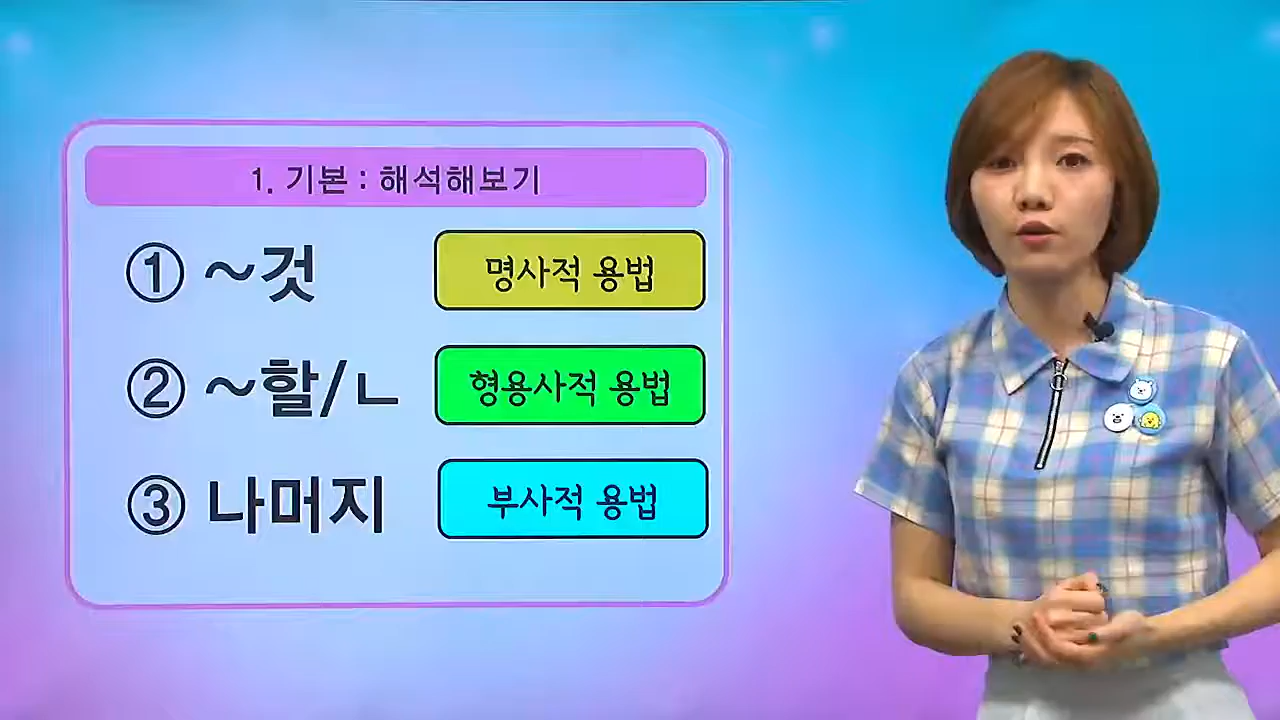 1. 기본 : 해석해보기
① ~것 명사적 용법
② ~할/ㄴ 형용사적 용법
③ 나머지 부사적 용법